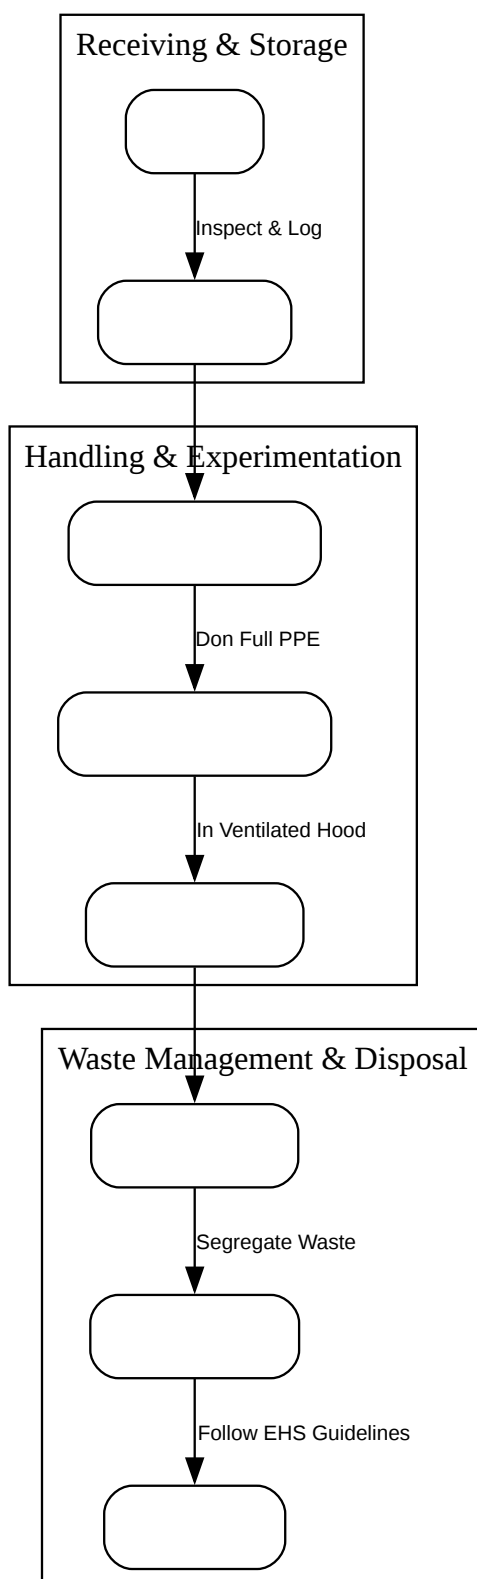 Receiving & Storage
Inspect & Log
Handling & Experimentation
Don Full PPE
In Ventilated Hood
Waste Management & Disposal
Segregate Waste
Follow EHS Guidelines